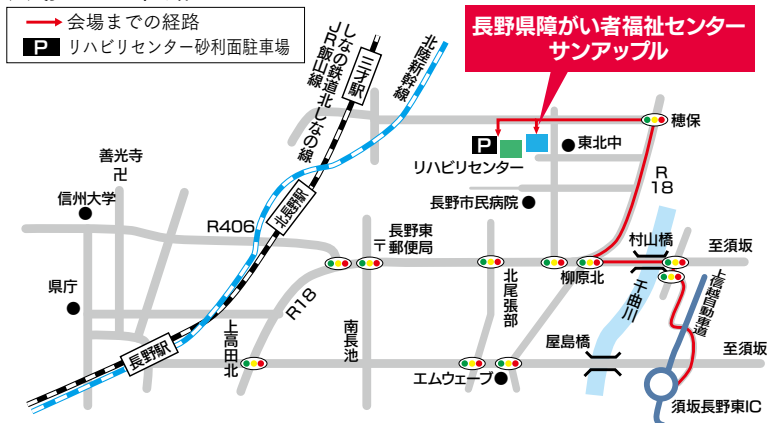 会場までの経路
P リハビリセンター砂利面駐車場
長野県障がい者福祉センター
サンアップル
しなの鉄道北しなの線
JR飯山線
三才駅
北陸新幹線
穂保
P
リハビリセンター
東北中
善光寺
卍
信州大学
北長野駅
長野市民病院
R18
R406
長野東
〒郵便局
村山橋
至須坂
柳原北
県庁
R18
北尾張部
千曲川
上信越自動車道
長野駅
上高田北
南長池
屋島橋
至須坂
エムウェーブ
須坂長野東IC